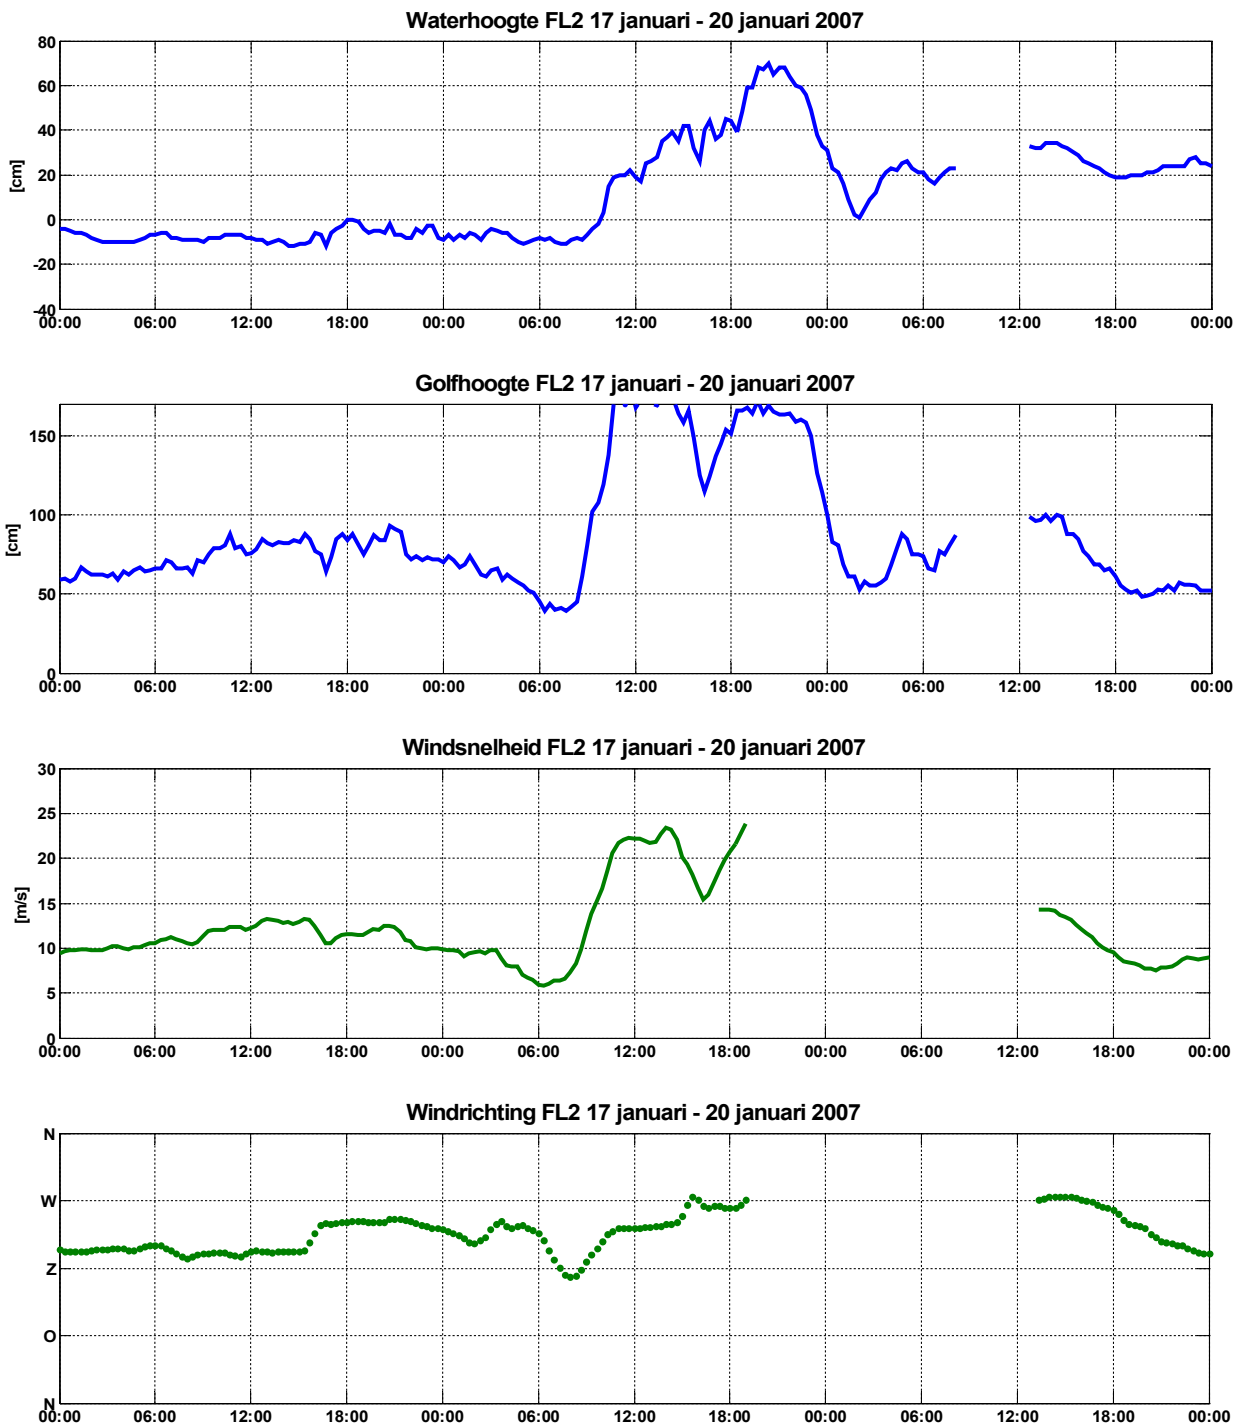 Waterhoogte FL2 17 januari - 20 januari 2007
80
60
40
20
0
-20
-40
[cm]
00:00 06:00 12:00 18:00 00:00 06:00 12:00 18:00 00:00 06:00 12:00 18:00 00:00
Golfhoogte FL2 17 januari - 20 januari 2007
150
100
50
0
[cm]
00:00 06:00 12:00 18:00 00:00 06:00 12:00 18:00 00:00 06:00 12:00 18:00 00:00
Windsnelheid FL2 17 januari - 20 januari 2007
30
25
20
15
10
5
0
[m/s]
00:00 06:00 12:00 18:00 00:00 06:00 12:00 18:00 00:00 06:00 12:00 18:00 00:00
Windrichting FL2 17 januari - 20 januari 2007
N
W
Z
O
N
00:00 06:00 12:00 18:00 00:00 06:00 12:00 18:00 00:00 06:00 12:00 18:00 00:00